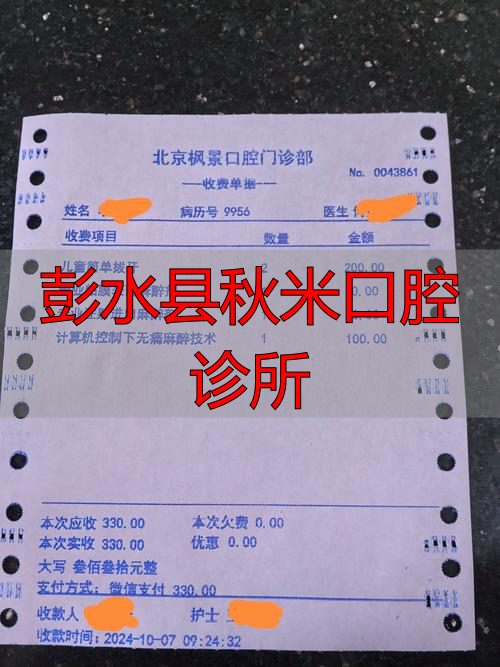 北京枫景口腔门诊部
No. 0043861
——收费单据——
姓名 病历号 9956 医生
收费项目 数量 金额
儿童简单拔牙 2 200.00
彭水县秋米口腔
诊所
计算机控制下无痛麻醉技术 1 100.00
本次应收 330.00 本次欠费 0.00
本次实收 330.00 优惠 0.00
大写 叁佰叁拾元整
支付方式: 微信支付 330.00
收款人 护士
收款时间: 2024-10-07 09:24:32